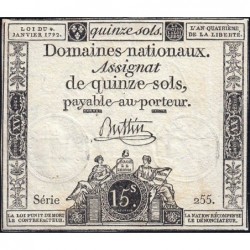 LOI DU 4.
JANVIER 1792.
quinze sols.
L'AN QUATRIÈME
DE LA LIBERTÉ.
Domaines nationaux.
Assignat
de quinze-sols,
payable-au-porteur.
Buttin
Série
15.S
255.
LA LOI PUNIT DE MORT
LE CONTREFACTEUR.
LA NATION RÉCOMPENSE
LE DÉNONCIATEUR.